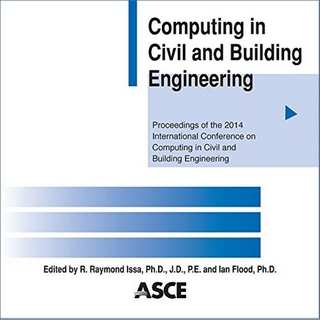 Computing in
Civil and Building
Engineering
Proceedings of the 2014
International Conference on
Computing in Civil and
Building Engineering
Edited by R. Raymond Issa, Ph.D., J.D., P.E. and Ian Flood, Ph.D.
ASCE